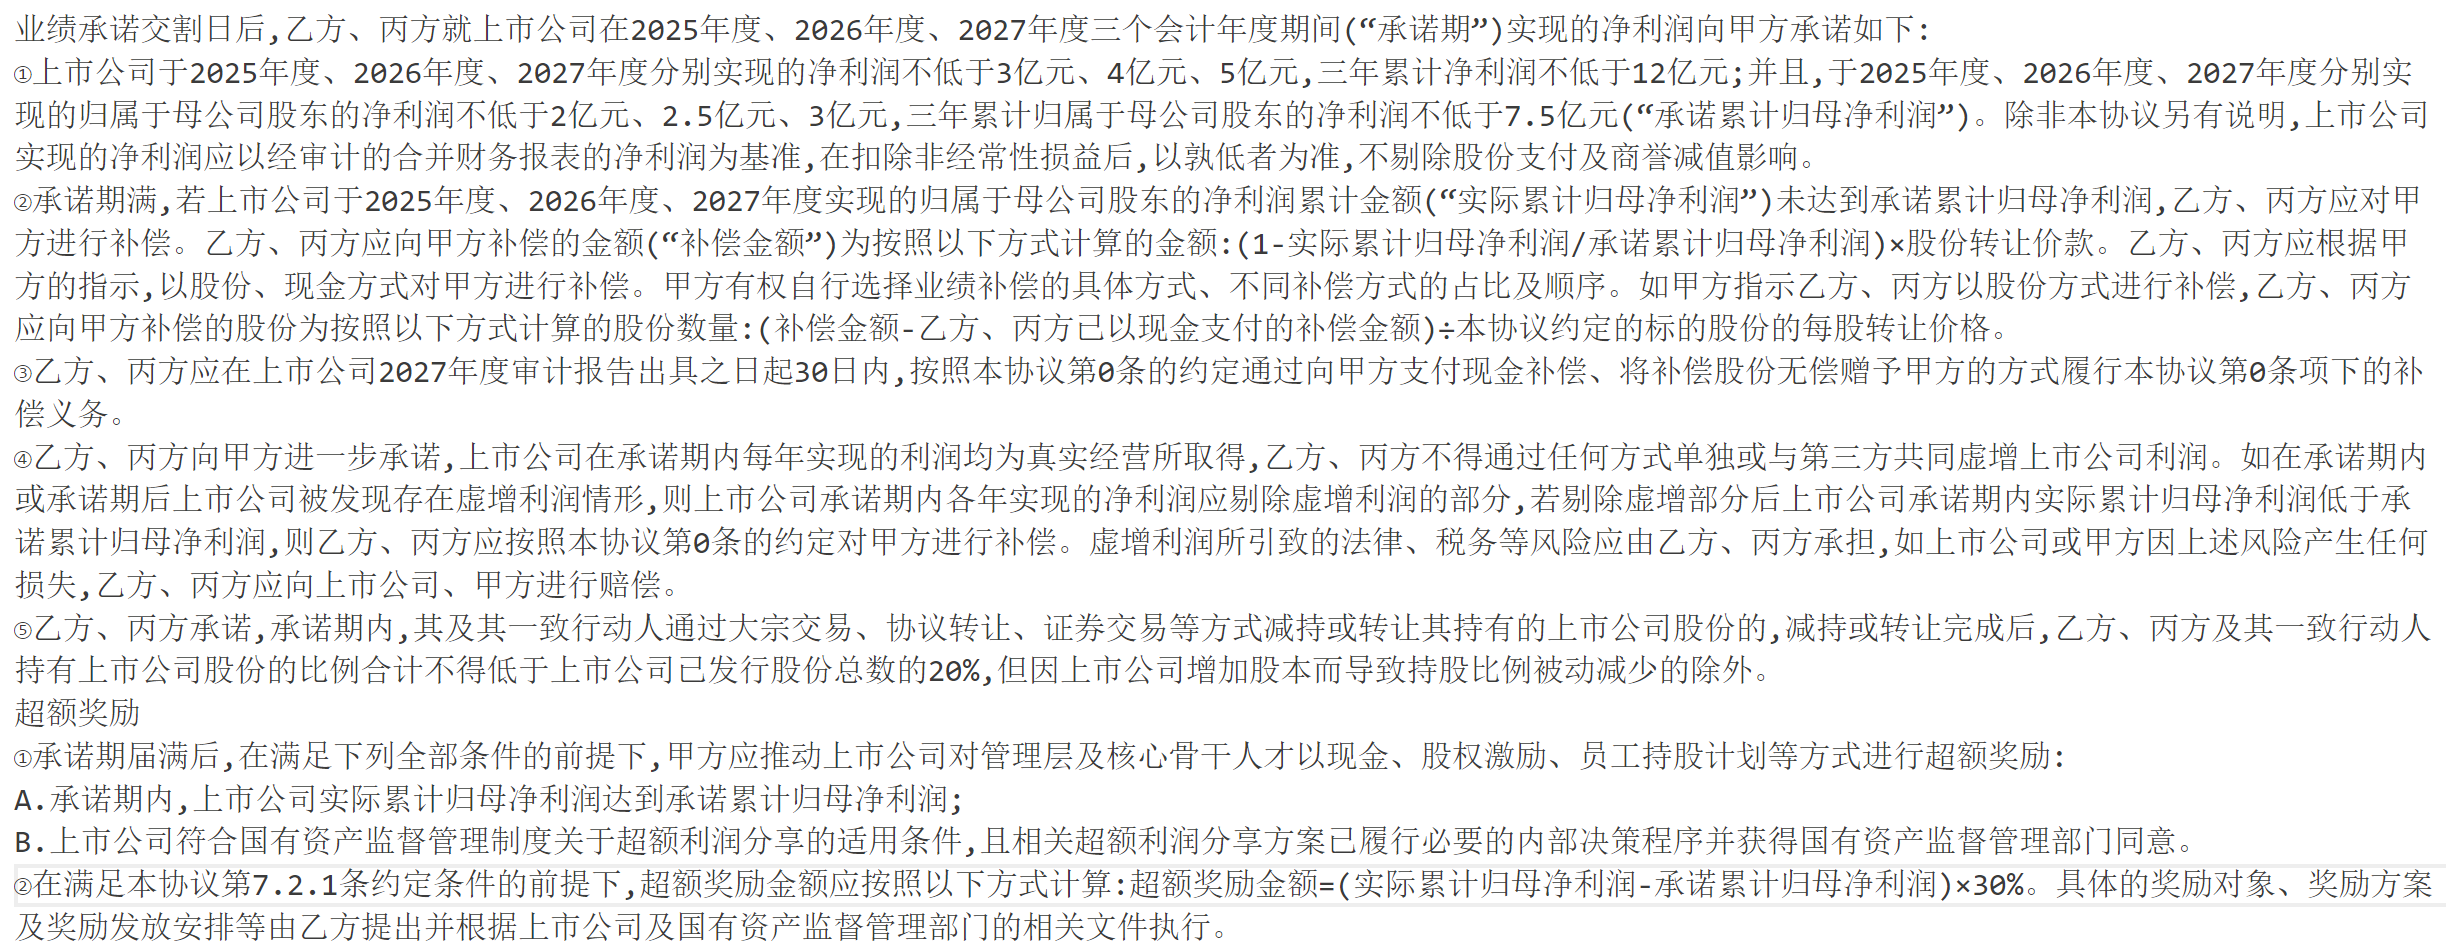 业绩承诺交割日后,乙方、丙方就上市公司在2025年度、2026年度、2027年度三个会计年度期间(“承诺期”)实现的净利润向甲方承诺如下:
①上市公司于2025年度、2026年度、2027年度分别实现的净利润不低于3亿元、4亿元、5亿元,三年累计净利润不低于12亿元;并且,于2025年度、2026年度、2027年度分别实
现的归属于母公司股东的净利润不低于2亿元、2.5亿元、3亿元,三年累计归属于母公司股东的净利润不低于7.5亿元(“承诺累计归母净利润”)。除非本协议另有说明,上市公司
实现的净利润应以经审计的合并财务报表的净利润为基准,在扣除非经常性损益后,以孰低者为准,不剔除股份支付及商誉减值影响。
②承诺期满,若上市公司于2025年度、2026年度、2027年度实现的归属于母公司股东的净利润累计金额(“实际累计归母净利润”)未达到承诺累计归母净利润,乙方、丙方应对甲
方进行补偿。乙方、丙方应向甲方补偿的金额(“补偿金额”)为按照以下方式计算的金额:(1-实际累计归母净利润/承诺累计归母净利润)×股份转让价款。乙方、丙方应根据甲
方的指示,以股份、现金方式对甲方进行补偿。甲方有权自行选择业绩补偿的具体方式、不同补偿方式的占比及顺序。如甲方指示乙方、丙方以股份方式进行补偿,乙方、丙方
应向甲方补偿的股份为按照以下方式计算的股份数量:(补偿金额-乙方、丙方已以现金支付的补偿金额)÷本协议约定的标的股份的每股转让价格。
③乙方、丙方应在上市公司2027年度审计报告出具之日起30日内,按照本协议第0条的约定通过向甲方支付现金补偿、将补偿股份无偿赠予甲方的方式履行本协议第0条项下的补
偿义务。
④乙方、丙方向甲方进一步承诺,上市公司在承诺期内每年实现的利润均为真实经营所取得,乙方、丙方不得通过任何方式单独或与第三方共同虚增上市公司利润。如在承诺期内
或承诺期后上市公司被发现存在虚增利润情形,则上市公司承诺期内各年实现的净利润应剔除虚增利润的部分,若剔除虚增部分后上市公司承诺期内实际累计归母净利润低于承
诺累计归母净利润,则乙方、丙方应按照本协议第0条的约定对甲方进行补偿。虚增利润所引致的法律、税务等风险应由乙方、丙方承担,如上市公司或甲方因上述风险产生任何
损失,乙方、丙方应向上市公司、甲方进行赔偿。
⑤乙方、丙方承诺,承诺期内,其及其一致行动人通过大宗交易、协议转让、证券交易等方式减持或转让其持有的上市公司股份的,减持或转让完成后,乙方、丙方及其一致行动人
持有上市公司股份的比例合计不得低于上市公司已发行股份总数的20%,但因上市公司增加股本而导致持股比例被动减少的除外。
超额奖励
①承诺期届满后,在满足下列全部条件的前提下,甲方应推动上市公司对管理层及核心骨干人才以现金、股权激励、员工持股计划等方式进行超额奖励:
A.承诺期内,上市公司实际累计归母净利润达到承诺累计归母净利润;
B.上市公司符合国有资产监督管理制度关于超额利润分享的适用条件,且相关超额利润分享方案已履行必要的内部决策程序并获得国有资产监督管理部门同意。
②在满足本协议第7.2.1条约定条件的前提下,超额奖励金额应按照以下方式计算:超额奖励金额=(实际累计归母净利润-承诺累计归母净利润)×30%。具体的奖励对象、奖励方案
及奖励发放安排等由乙方提出并根据上市公司及国有资产监督管理部门的相关文件执行。